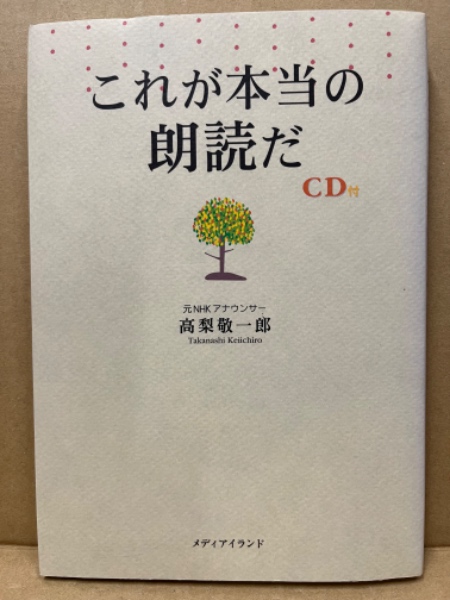 これが本当の
朗読だ
CD付
元NHKアナウンサー
高梨敬一郎
Takanashi Keiichiro
メディアイランド